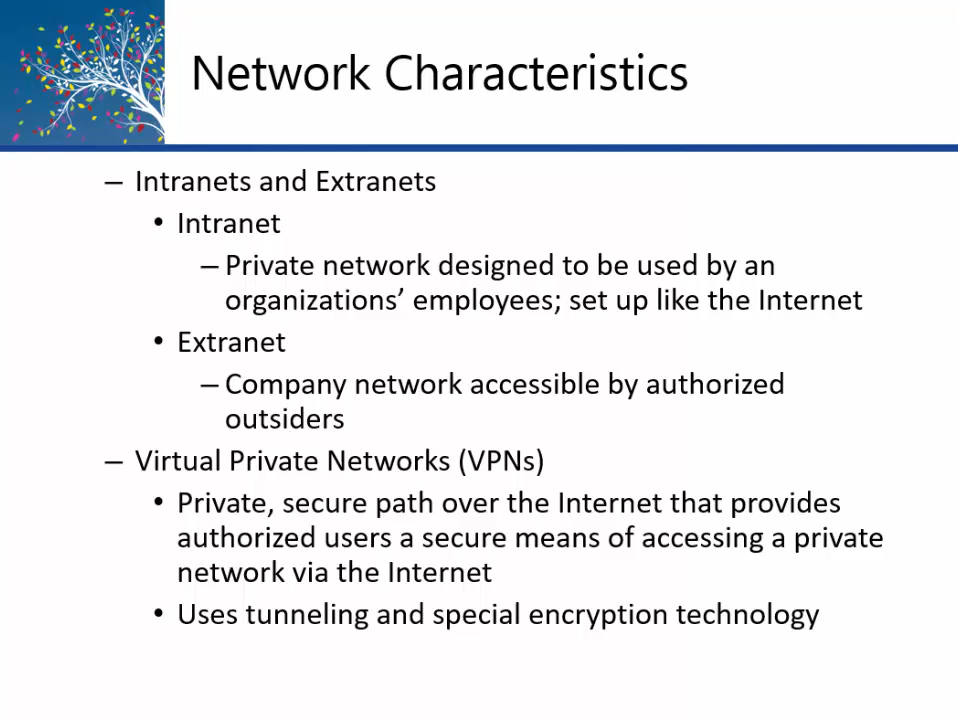 Network Characteristics
– Intranets and Extranets
• Intranet
– Private network designed to be used by an
organizations’ employees; set up like the Internet
• Extranet
– Company network accessible by authorized
outsiders
– Virtual Private Networks (VPNs)
• Private, secure path over the Internet that provides
authorized users a secure means of accessing a private
network via the Internet
• Uses tunneling and special encryption technology